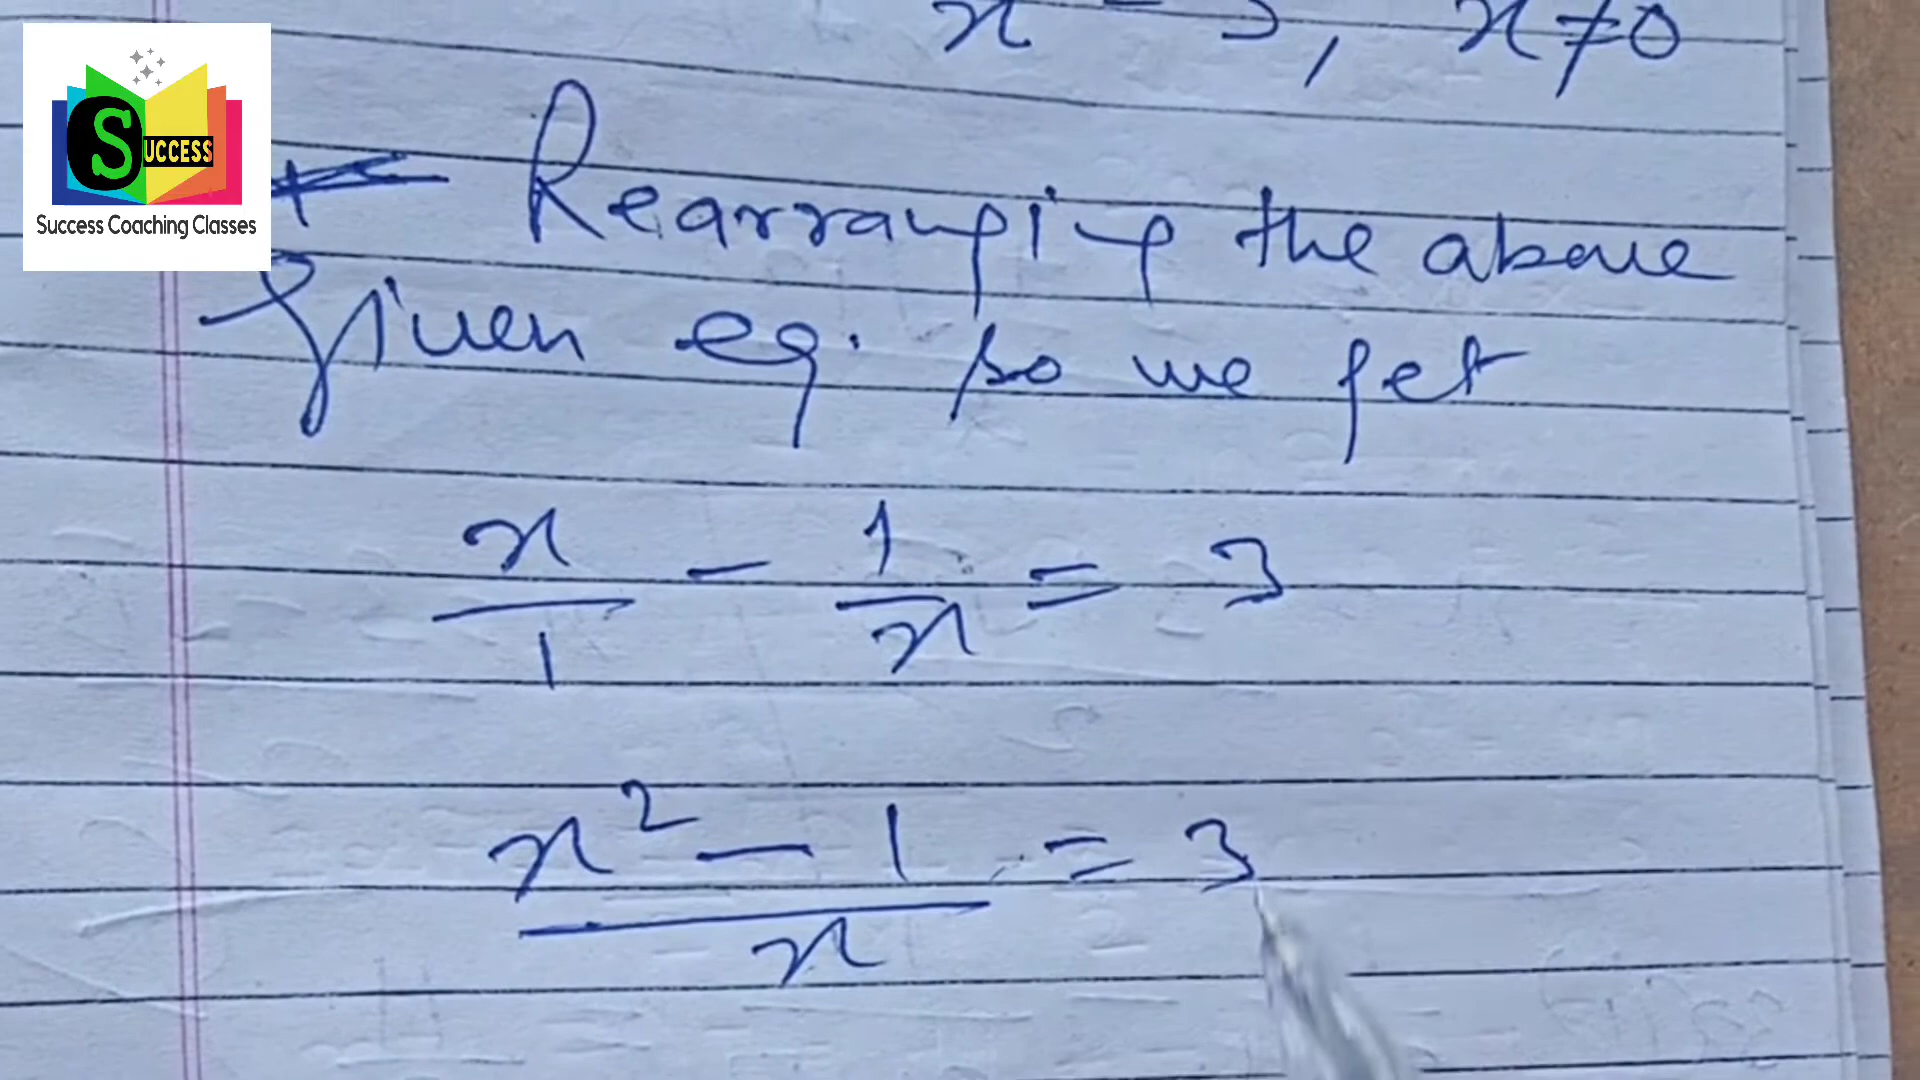 x - 3, x ≠ 0
SUCCESS
Success Coaching Classes
* Rearranging the above
Given eq. so we get
x/1 - 1/x = 3
x² - 1 / x = 3